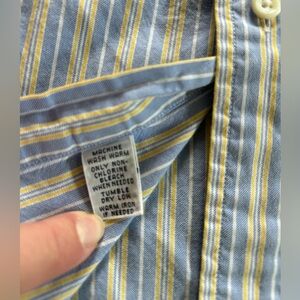 MACHINE
WASH WARM
ONLY NON-
CHLORINE
BLEACH
WHEN NEEDED
TUMBLE
DRY LOW
WARM IRON
IF NEEDED